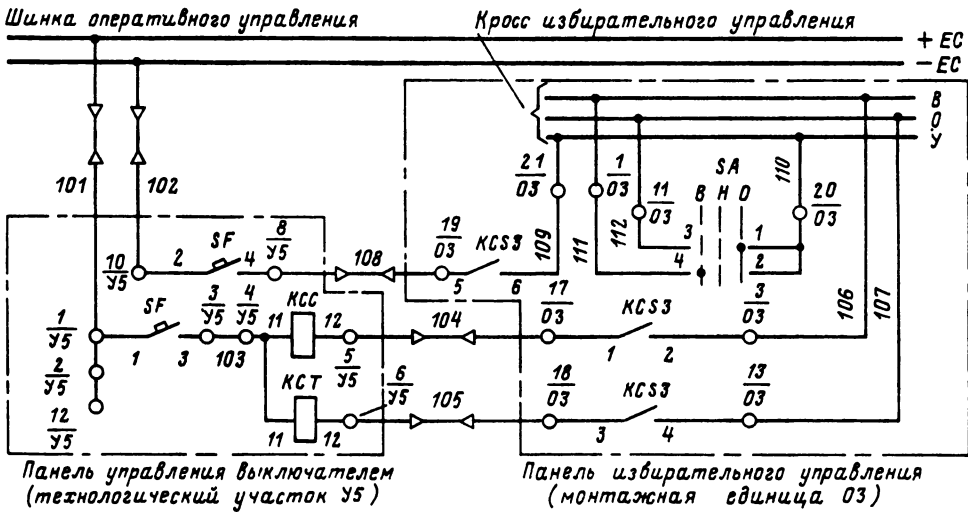 Шинка оперативного управления
Кросс избирательного управления
+ EC
− EC
В
О
У
101
102
21/03
1/03
11/03
SA
В Н О
110
20/03
109
111
112
3
4
1
2
10/У5
2
SF
4
8/У5
108
19/03
KCS3
5
6
106
107
1/У5
SF
1
3
3/У5
4/У5
103
11
KCC
12
5/У5
104
17/03
KCS3
1
2
3/03
2/У5
12/У5
KCT
11
12
6/У5
105
18/03
KCS3
3
4
13/03
Панель управления выключателем
(технологический участок У5)
Панель избирательного управления
(монтажная единица 03)